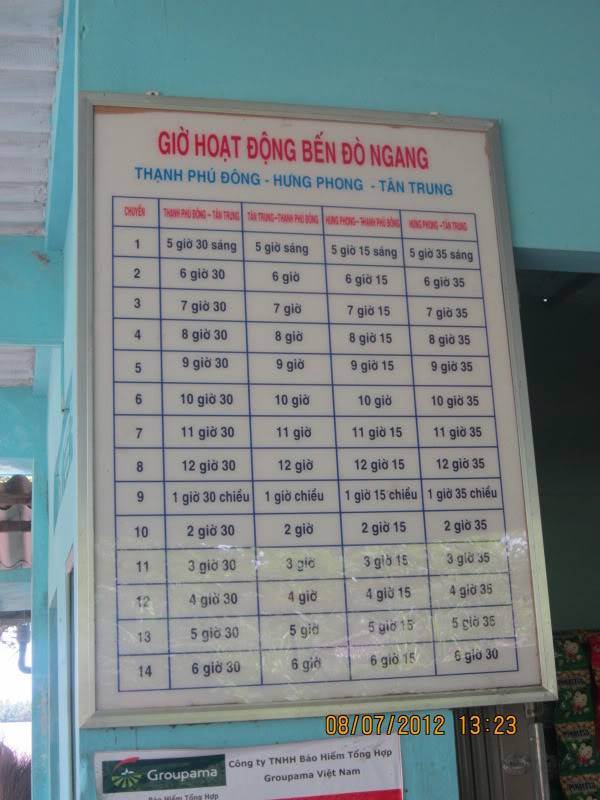 GIỜ HOẠT ĐỘNG BẾN ĐÒ NGANG
THẠNH PHÚ ĐÔNG - HƯNG PHONG - TÂN TRUNG
CHUYẾN THẠNH PHÚ ĐÔNG - TÂN TRUNG TÂN TRUNG - THẠNH PHÚ ĐÔNG HƯNG PHONG - THẠNH PHÚ ĐÔNG HƯNG PHONG - TÂN TRUNG
1 5 giờ 30 sáng 5 giờ sáng 5 giờ 15 sáng 5 giờ 35 sáng
2 6 giờ 30 6 giờ 6 giờ 15 6 giờ 35
3 7 giờ 30 7 giờ 7 giờ 15 7 giờ 35
4 8 giờ 30 8 giờ 8 giờ 15 8 giờ 35
5 9 giờ 30 9 giờ 9 giờ 15 9 giờ 35
6 10 giờ 30 10 giờ 10 giờ 10 giờ 35
7 11 giờ 30 11 giờ 11 giờ 15 11 giờ 35
8 12 giờ 30 12 giờ 12 giờ 15 12 giờ 35
9 1 giờ 30 chiều 1 giờ chiều 1 giờ 15 chiều 1 giờ 35 chiều
10 2 giờ 30 2 giờ 2 giờ 15 2 giờ 35
11 3 giờ 30 3 giờ 3 giờ 15 3 giờ 35
12 4 giờ 30 4 giờ 4 giờ 15 4 giờ 35
13 5 giờ 30 5 giờ 5 giờ 15 5 giờ 35
14 6 giờ 30 6 giờ 6 giờ 15 6 giờ 30
08/07/2012 13:23
Groupama
Bảo Hiểm Tổng Hợp
Công ty TNHH Bảo Hiểm Tổng Hợp
Groupama Việt Nam